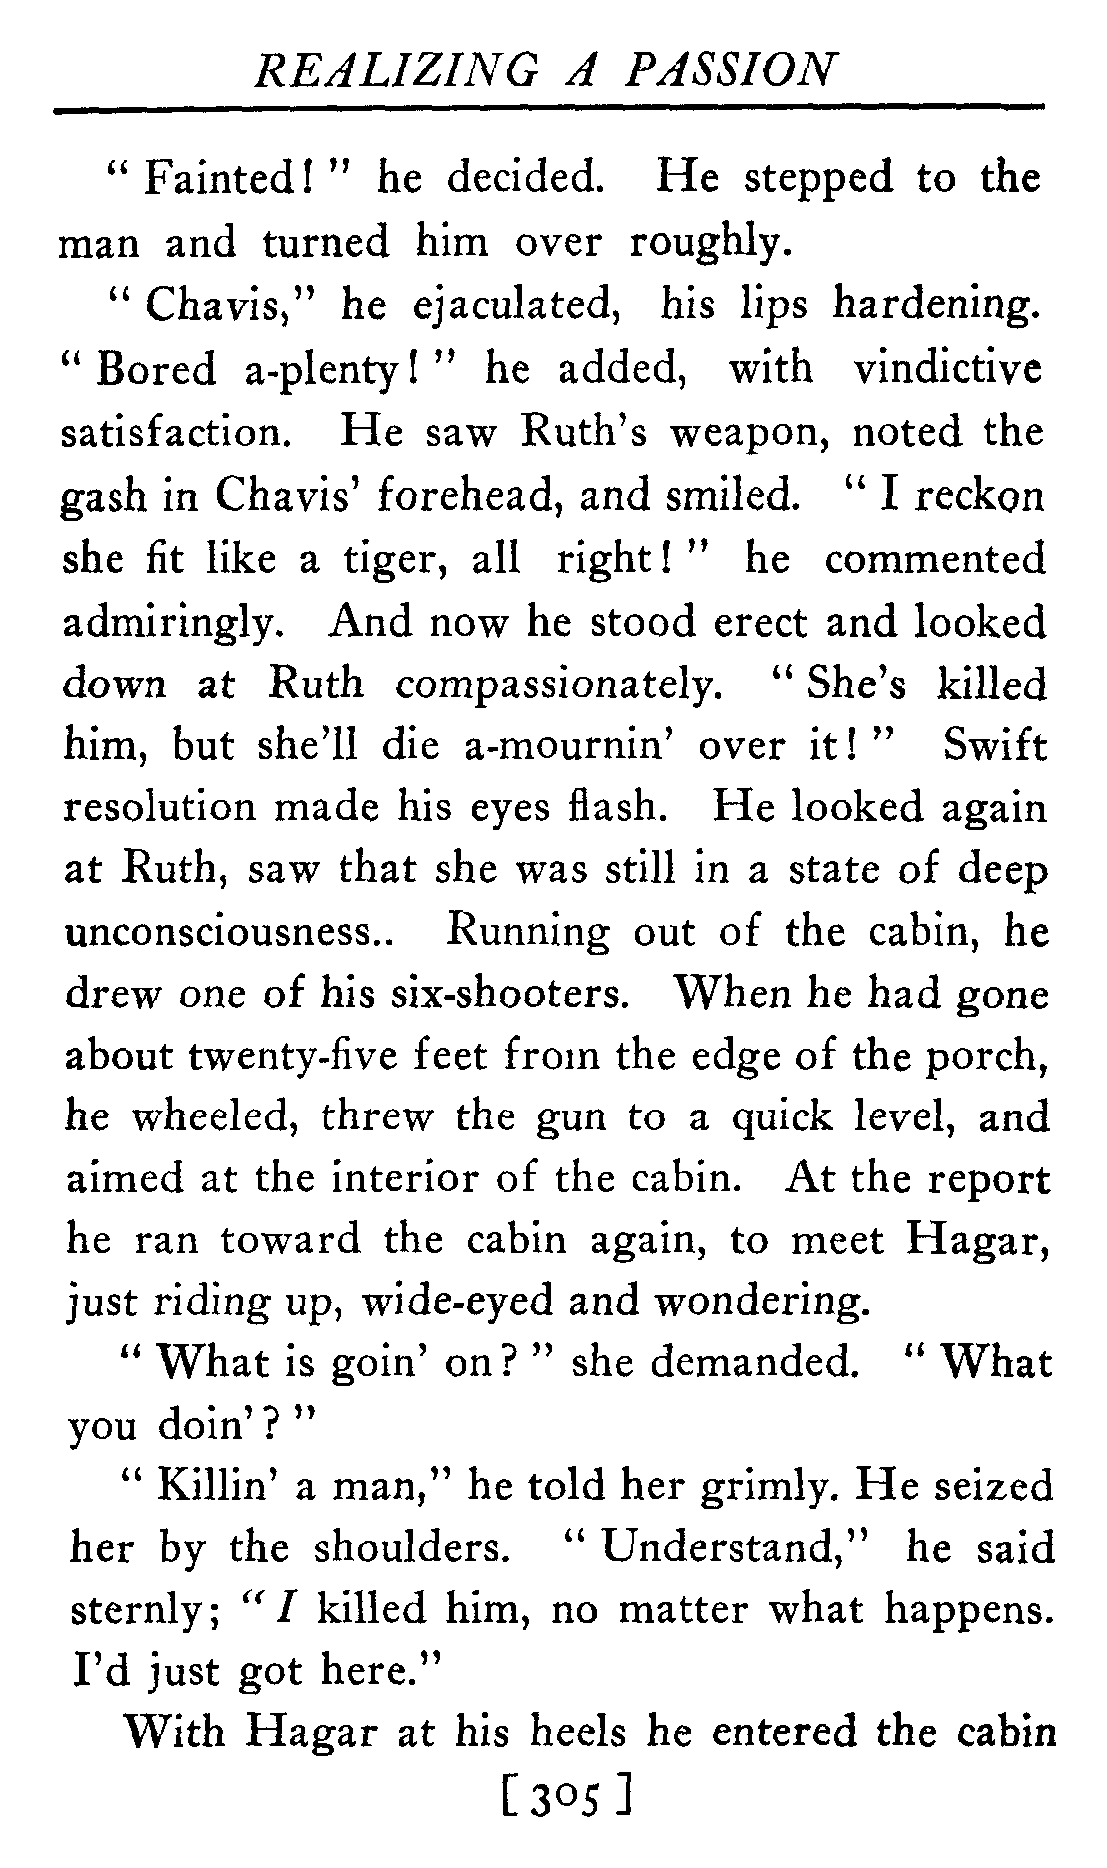 REALIZING A PASSION
" Fainted! " he decided. He stepped to the
man and turned him over roughly.
" Chavis," he ejaculated, his lips hardening.
" Bored a-plenty! " he added, with vindictive
satisfaction. He saw Ruth's weapon, noted the
gash in Chavis' forehead, and smiled. " I reckon
she fit like a tiger, all right! " he commented
admiringly. And now he stood erect and looked
down at Ruth compassionately. " She's killed
him, but she'll die a-mournin' over it! " Swift
resolution made his eyes flash. He looked again
at Ruth, saw that she was still in a state of deep
unconsciousness.. Running out of the cabin, he
drew one of his six-shooters. When he had gone
about twenty-five feet from the edge of the porch,
he wheeled, threw the gun to a quick level, and
aimed at the interior of the cabin. At the report
he ran toward the cabin again, to meet Hagar,
just riding up, wide-eyed and wondering.
" What is goin' on? " she demanded. " What
you doin'? "
" Killin' a man," he told her grimly. He seized
her by the shoulders. " Understand," he said
sternly; " I killed him, no matter what happens.
I'd just got here."
With Hagar at his heels he entered the cabin
[ 305 ]